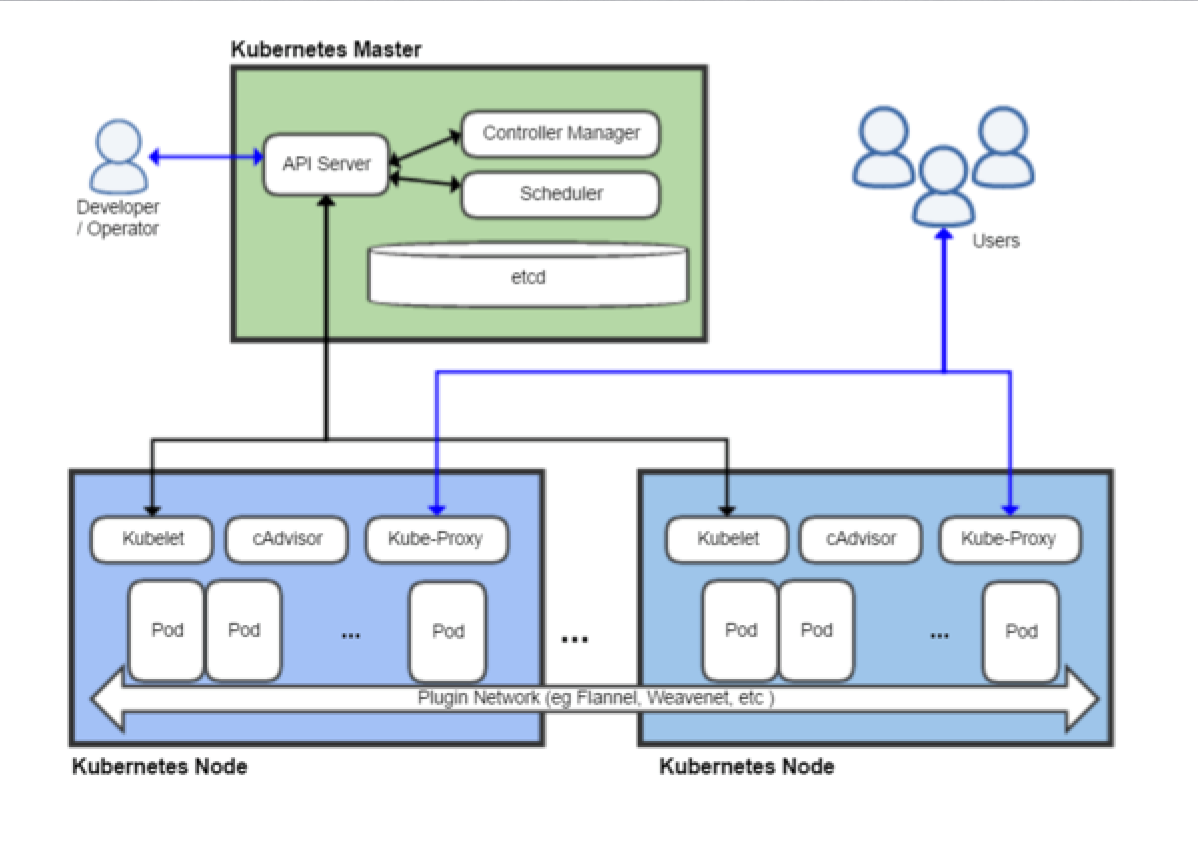 Kubernetes Master
API Server
Controller Manager
Scheduler
etcd
Developer
/ Operator
Users
Kubelet
cAdvisor
Kube-Proxy
Pod
Pod
...
Pod
...
Kubelet
cAdvisor
Kube-Proxy
Pod
Pod
...
Pod
Plugin Network (eg Flannel, Weavenet, etc )
Kubernetes Node
Kubernetes Node